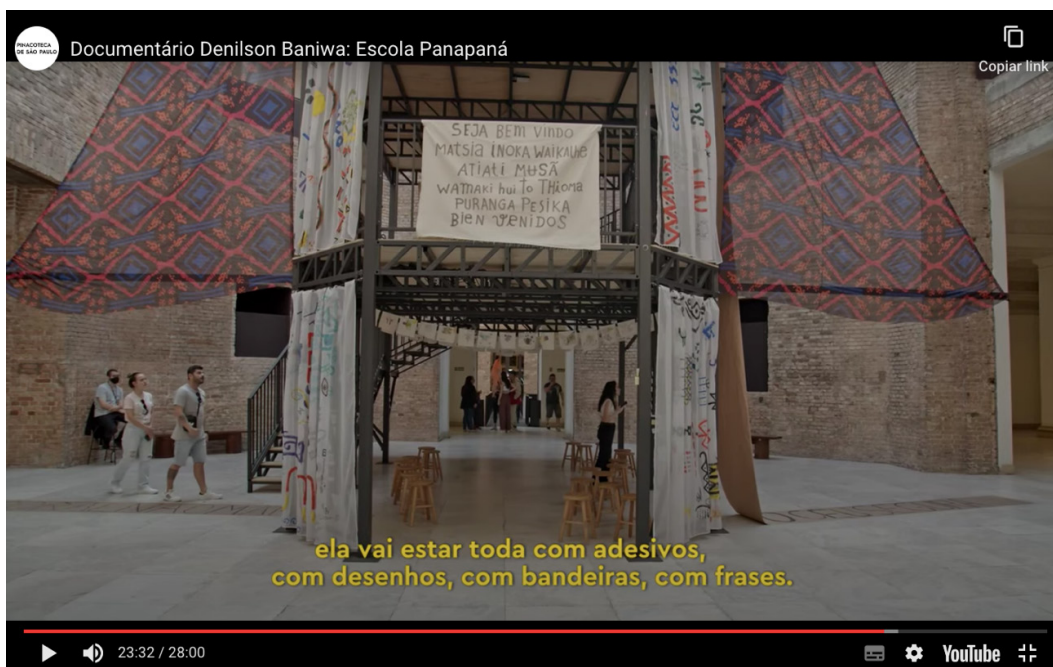 PINACOTECA
DE SÃO PAULO
Documentário Denilson Baniwa: Escola Panapaná
Copiar link
SEJA BEM VINDO
MATSIA INOKA WAIKAUHE
ATIATI MUSÃ
WAMAKI hui to THIOMA
PURANGA PESIKA
BIEN VENIDOS
ela vai estar toda com adesivos,
com desenhos, com bandeiras, com frases.
23:32 / 28:00
YouTube